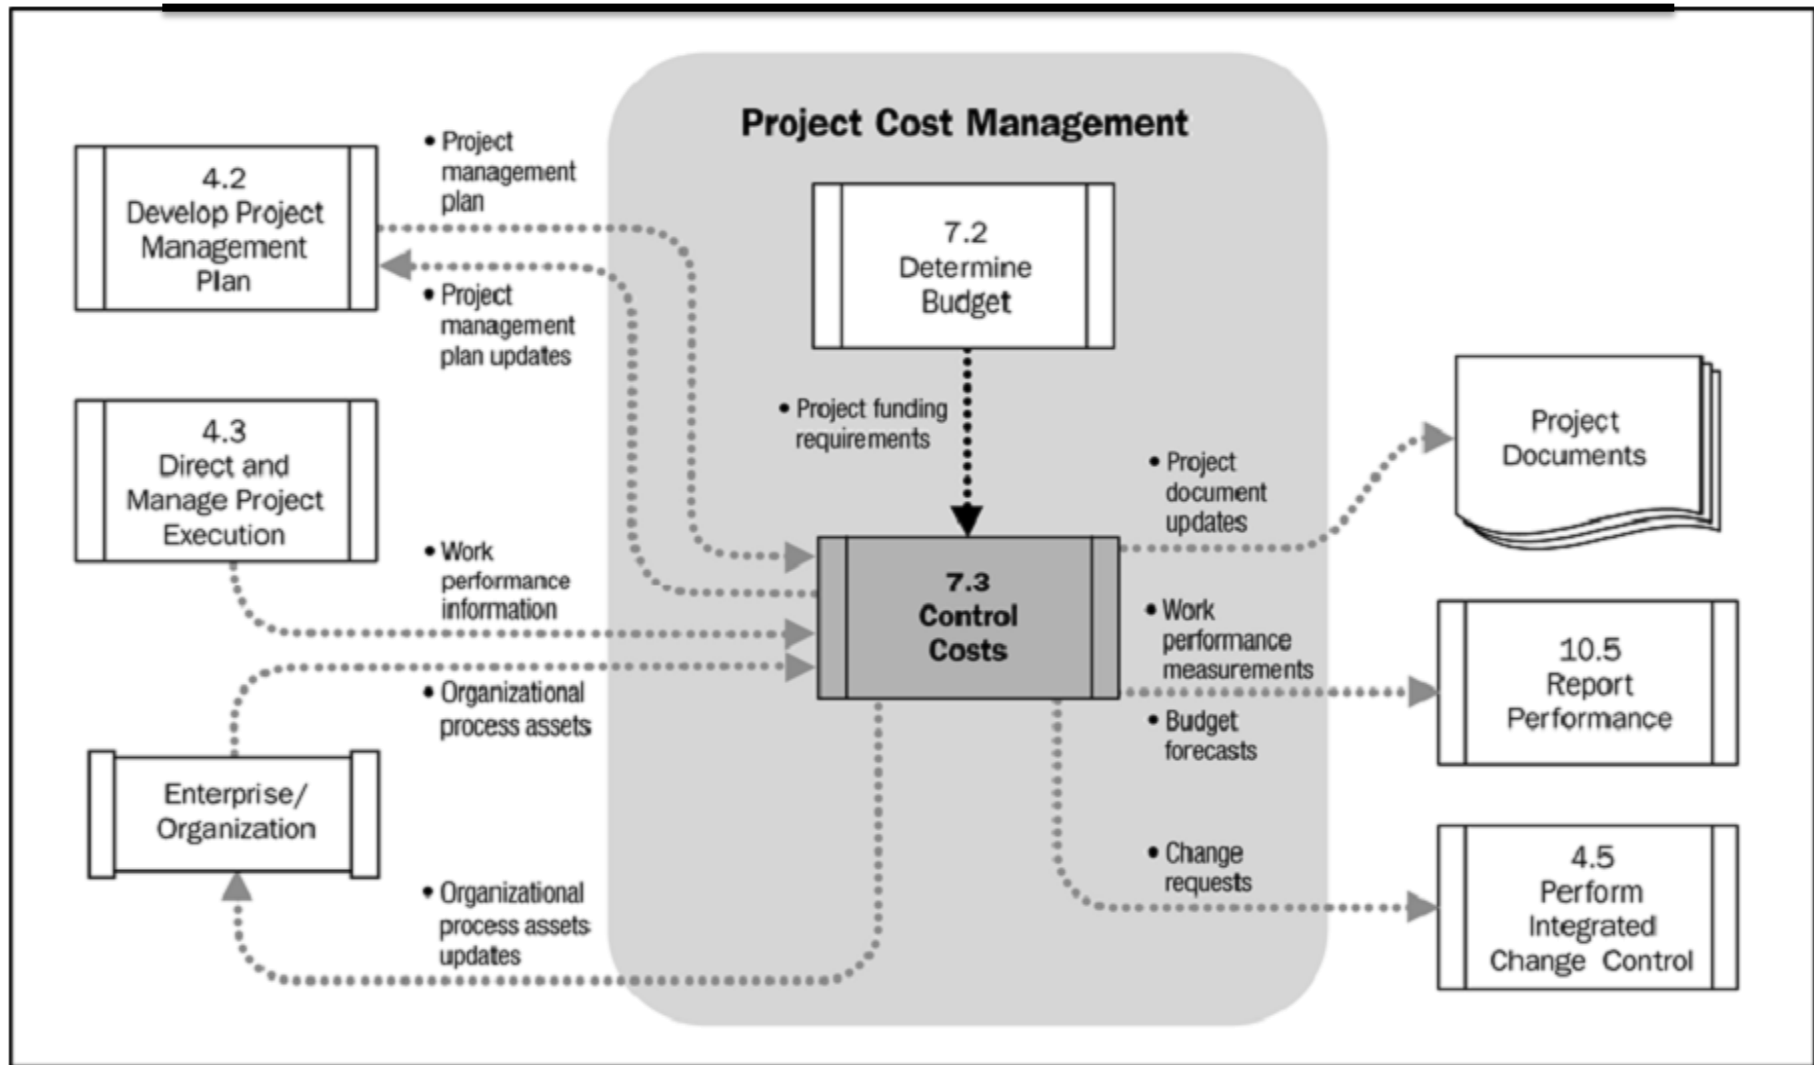 Project Cost Management
4.2
Develop Project
Management
Plan
• Project
management
plan
• Project
management
plan updates
7.2
Determine
Budget
• Project funding
requirements
4.3
Direct and
Manage Project
Execution
• Work
performance
information
• Organizational
process assets
Enterprise/
Organization
• Organizational
process assets
updates
7.3
Control
Costs
• Project
document
updates
Project
Documents
• Work
performance
measurements
• Budget
forecasts
10.5
Report
Performance
• Change
requests
4.5
Perform
Integrated
Change Control